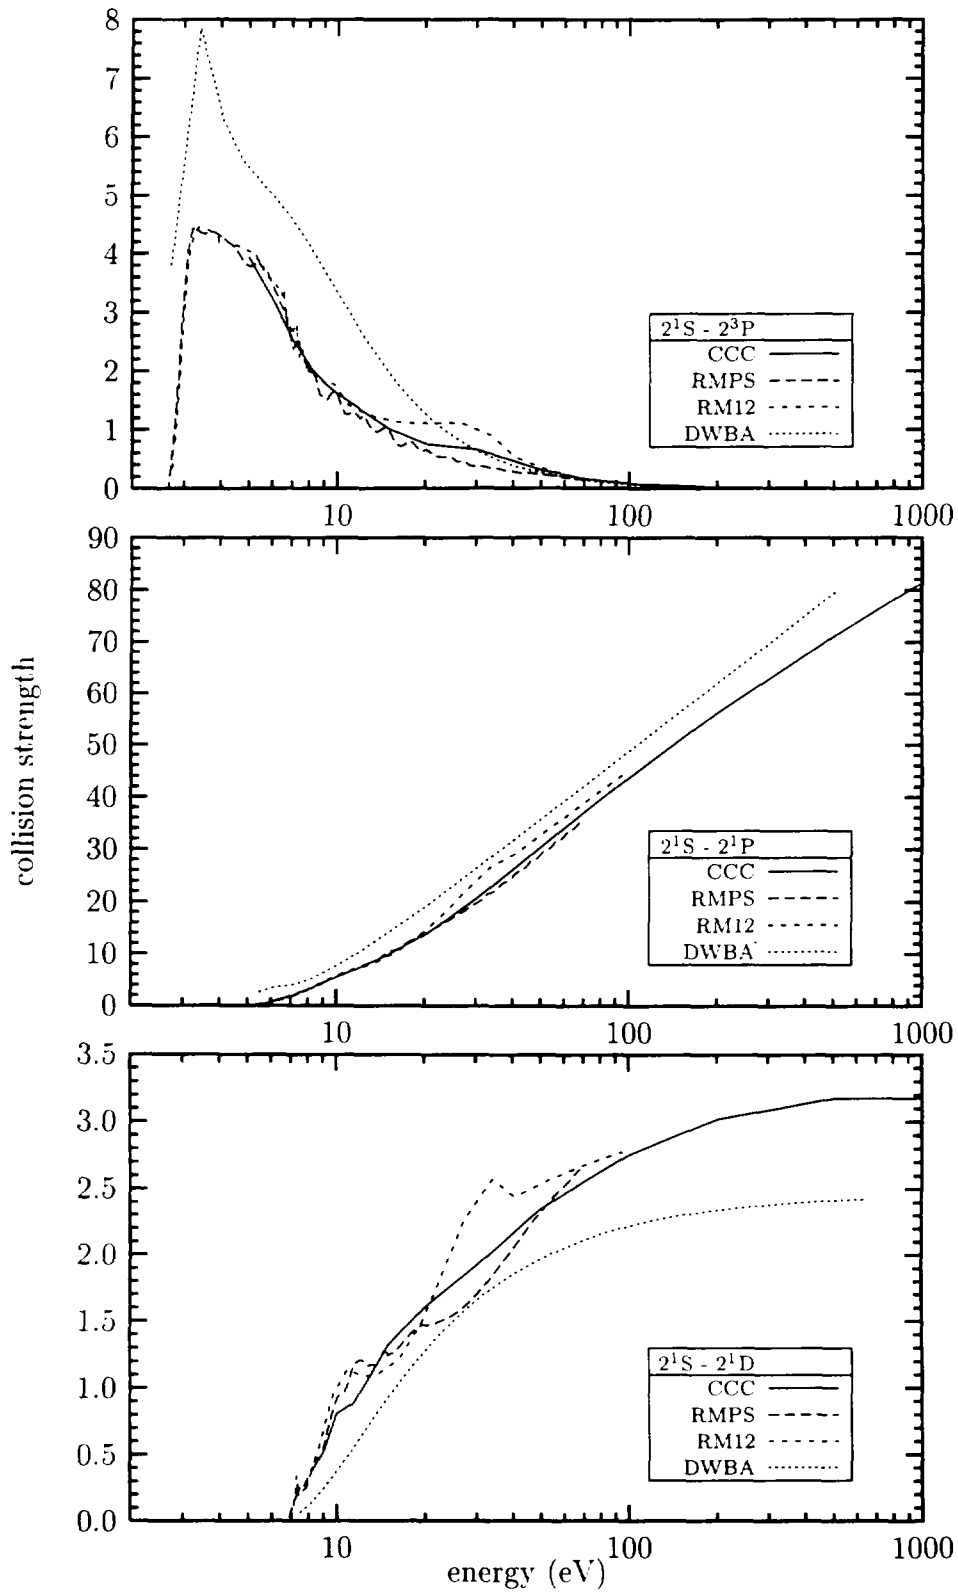 8
7
6
5
4
3
2
1
0
2¹S - 2³P
CCC
RMPS
RM12
DWBA
10
100
1000
collision strength
90
80
70
60
50
40
30
20
10
0
2¹S - 2¹P
CCC
RMPS
RM12
DWBA
10
100
1000
3.5
3.0
2.5
2.0
1.5
1.0
0.5
0.0
2¹S - 2¹D
CCC
RMPS
RM12
DWBA
10
100
1000
energy (eV)